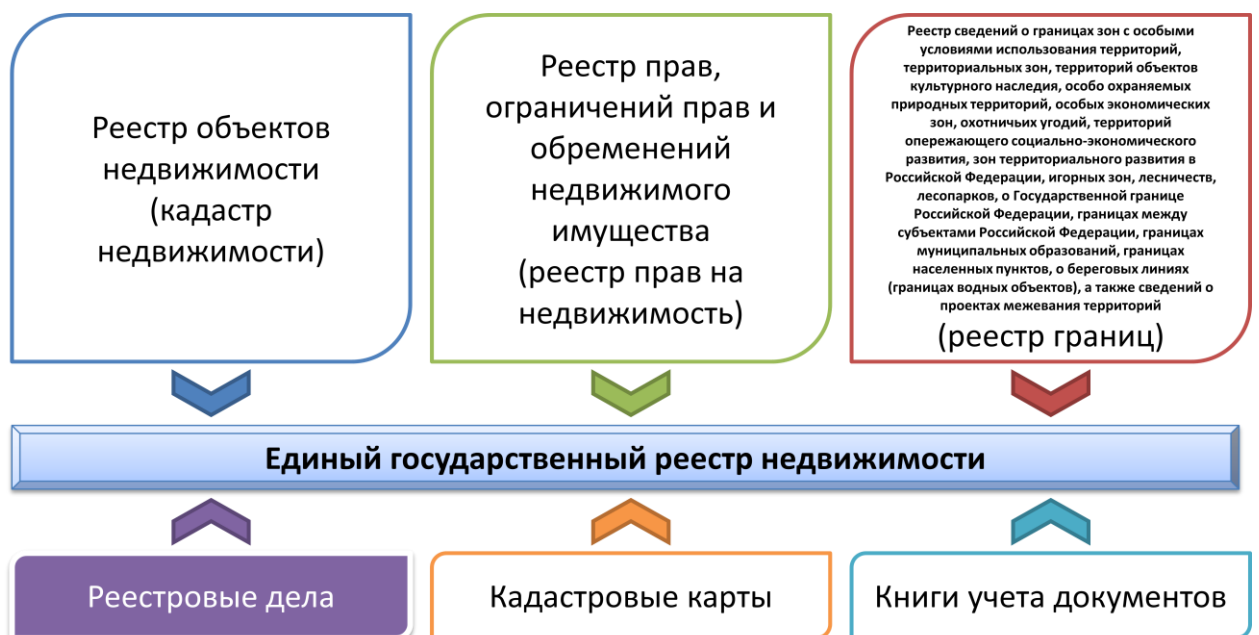 Реестр объектов
недвижимости
(кадастр
недвижимости)
Реестр прав,
ограничений прав и
обременений
недвижимого
имущества
(реестр прав на
недвижимость)
Реестр сведений о границах зон с особыми
условиями использования территорий,
территориальных зон, территорий объектов
культурного наследия, особо охраняемых
природных территорий, особых экономических
зон, охотничьих угодий, территорий
опережающего социально-экономического
развития, зон территориального развития в
Российской Федерации, игорных зон, лесничеств,
лесопарков, о Государственной границе
Российской Федерации, границах между
субъектами Российской Федерации, границах
муниципальных образований, границах
населенных пунктов, о береговых линиях
(границах водных объектов), а также сведений о
проектах межевания территорий
(реестр границ)
Единый государственный реестр недвижимости
Реестровые дела
Кадастровые карты
Книги учета документов